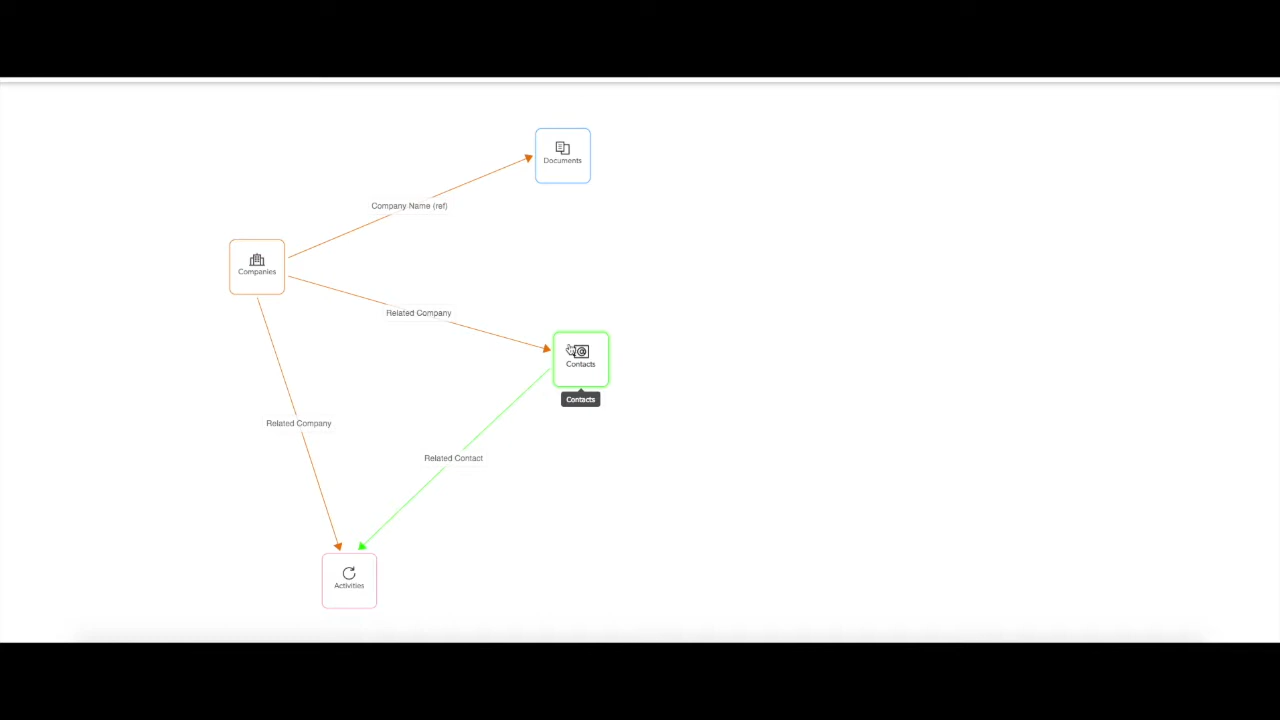 Documents
Company Name (ref)
Companies
Related Company
Contacts
Contacts
Related Company
Related Contact
Activities